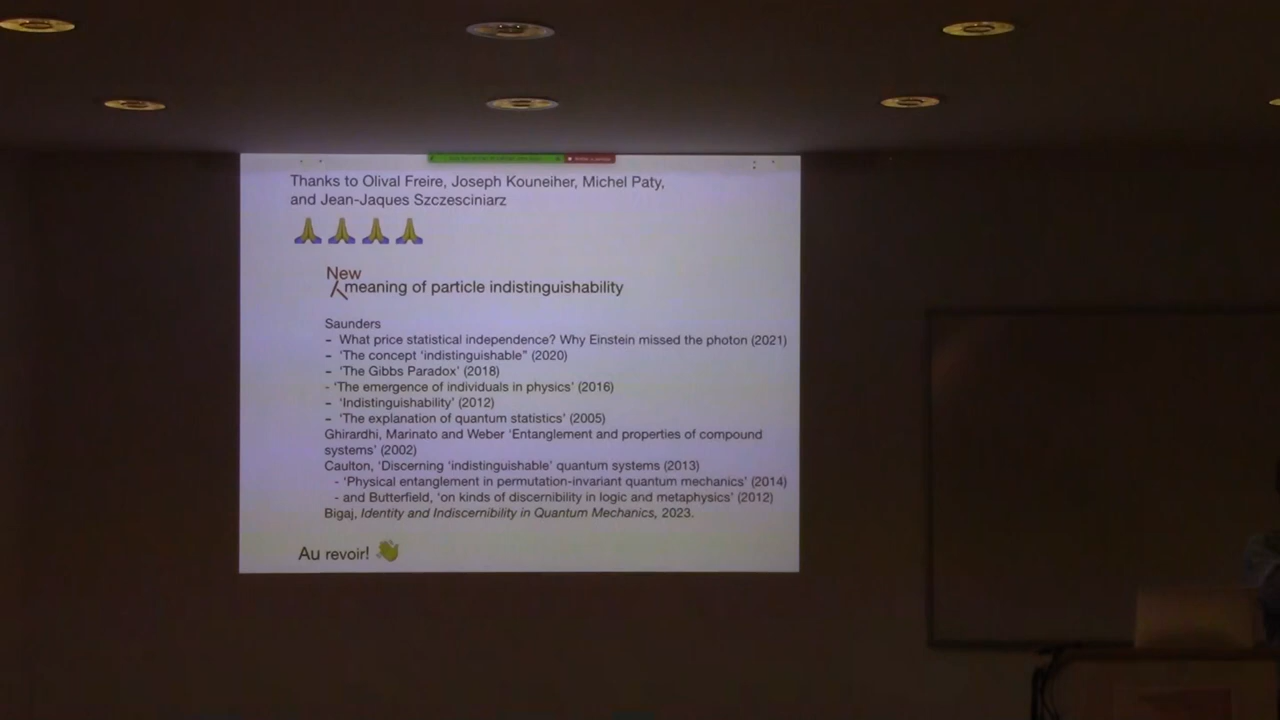 Thanks to Olival Freire, Joseph Kouneiher, Michel Paty,
and Jean-Jaques Szczesciniarz
New
meaning of particle indistinguishability
Saunders
– What price statistical independence? Why Einstein missed the photon (2021)
– 'The concept 'indistinguishable" (2020)
– 'The Gibbs Paradox' (2018)
- 'The emergence of individuals in physics' (2016)
– 'Indistinguishability' (2012)
– 'The explanation of quantum statistics' (2005)
Ghirardhi, Marinato and Weber 'Entanglement and properties of compound
systems' (2002)
Caulton, 'Discerning 'indistinguishable' quantum systems (2013)
- 'Physical entanglement in permutation-invariant quantum mechanics' (2014)
- and Butterfield, 'on kinds of discernibility in logic and metaphysics' (2012)
Bigaj, Identity and Indiscernibility in Quantum Mechanics, 2023.
Au revoir!